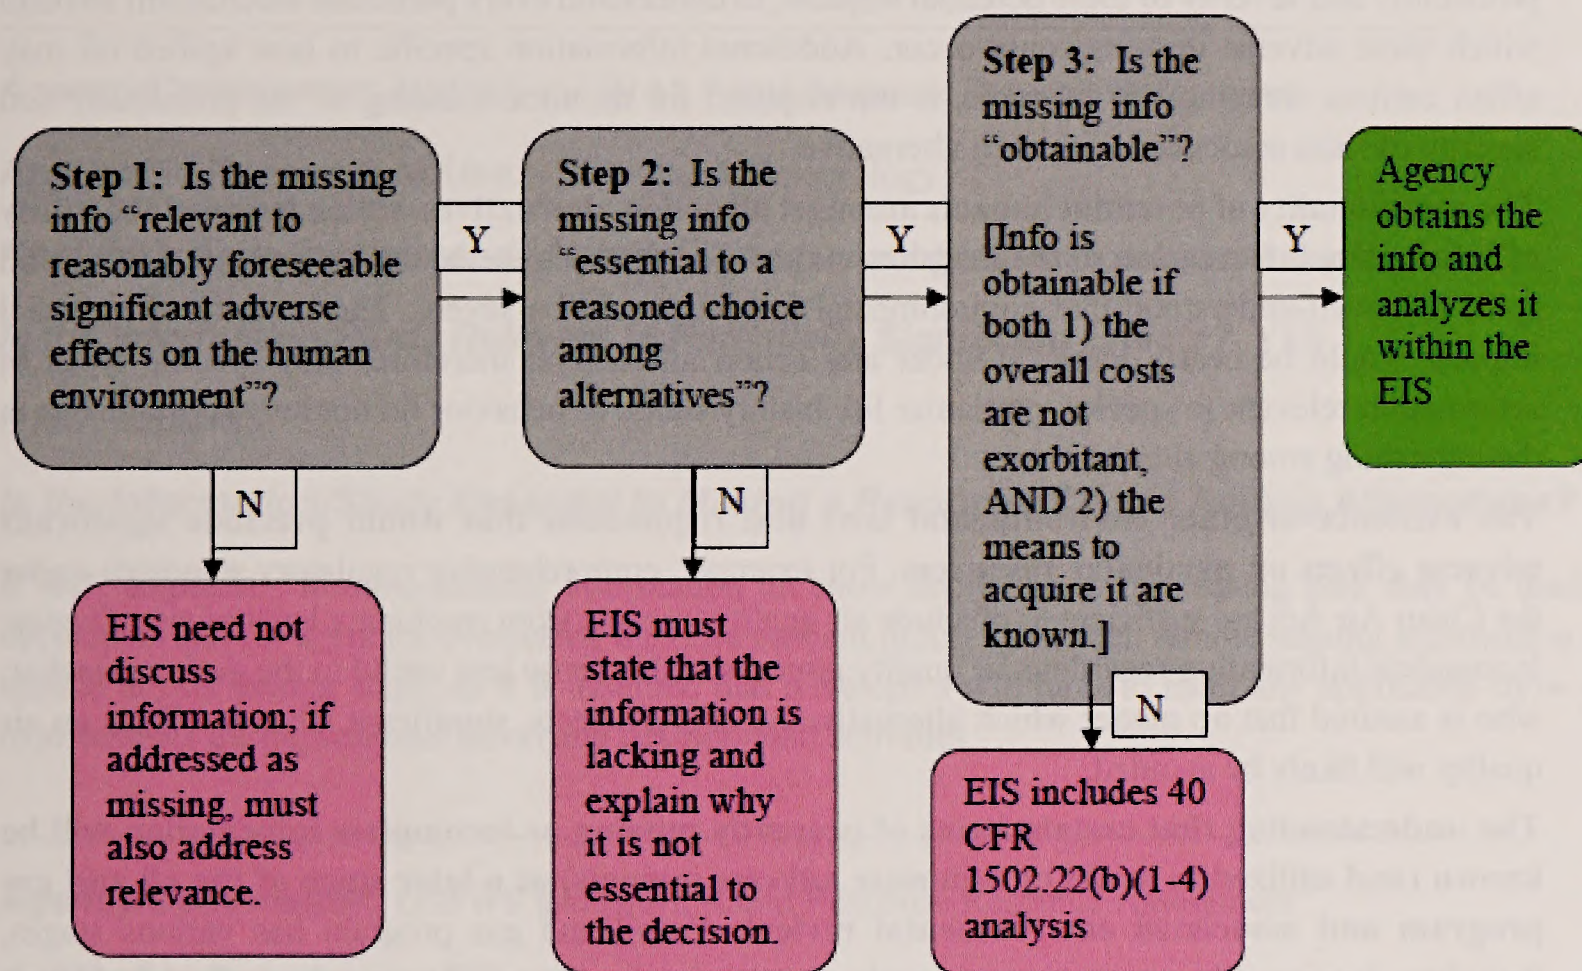 Step 1: Is the missing
info “relevant to
reasonably foreseeable
significant adverse
effects on the human
environment”?
Y
N
EIS need not
discuss
information; if
addressed as
missing, must
also address
relevance.
Step 2: Is the
missing info
“essential to a
reasoned choice
among
alternatives”?
Y
N
EIS must
state that the
information is
lacking and
explain why
it is not
essential to
the decision.
Step 3: Is the
missing info
“obtainable”?
[Info is
obtainable if
both 1) the
overall costs
are not
exorbitant,
AND 2) the
means to
acquire it are
known.]
Y
N
EIS includes 40
CFR
1502.22(b)(1-4)
analysis
Agency
obtains the
info and
analyzes it
within the
EIS